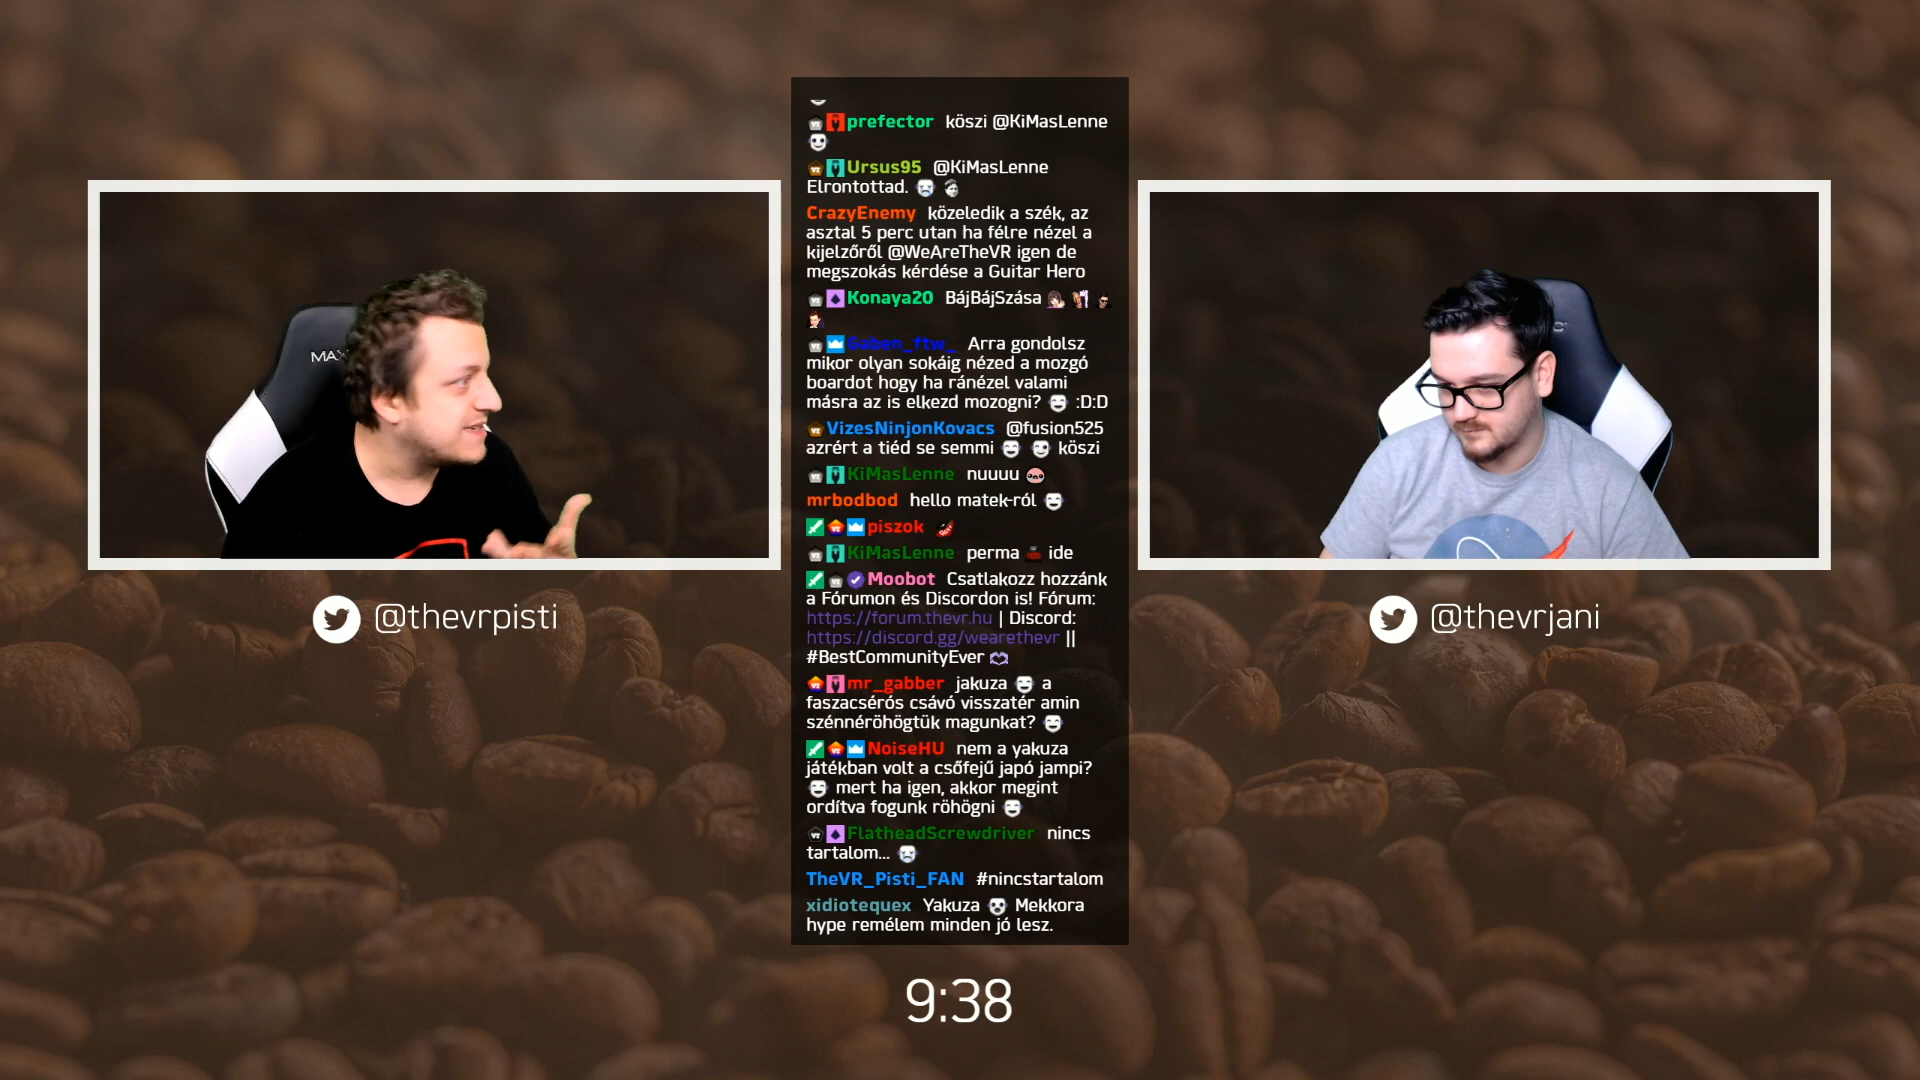 prefector köszi @KiMasLenne
Ursus95 @KiMasLenne
Elrontottad.
CrazyEnemy közeledik a szék, az
asztal 5 perc utan ha félre nézel a
kijelzőről @WeAreTheVR igen de
megszokás kérdése a Guitar Hero
Konaya20 BájBájSzása
Gaben_ftw_ Arra gondolsz
mikor olyan sokáig nézed a mozgó
boardot hogy ha ránézel valami
másra az is elkezd mozogni? :D:D
VizesNinjonKovacs @fusion525
azrért a tiéd se semmi köszi
KiMasLenne nuuuu
mrbodbod hello matek-ról
piszok
KiMasLenne perma ide
Moobot Csatlakozz hozzánk
a Fórumon és Discordon is! Fórum:
https://forum.thevr.hu | Discord:
https://discord.gg/wearethevr ||
#BestCommunityEver
mr_gabber jakuza a
faszacsérós csávó visszatér amin
szénnéröhögtük magunkat?
NoiseHU nem a yakuza
játékban volt a csőfejű japó jampi?
mert ha igen, akkor megint
ordítva fogunk röhögni
FlatheadScrewdriver nincs
tartalom...
TheVR_Pisti_FAN #nincstartalom
xidiotequex Yakuza Mekkora
hype remélem minden jó lesz.
@thevrpisti
@thevrjani
9:38